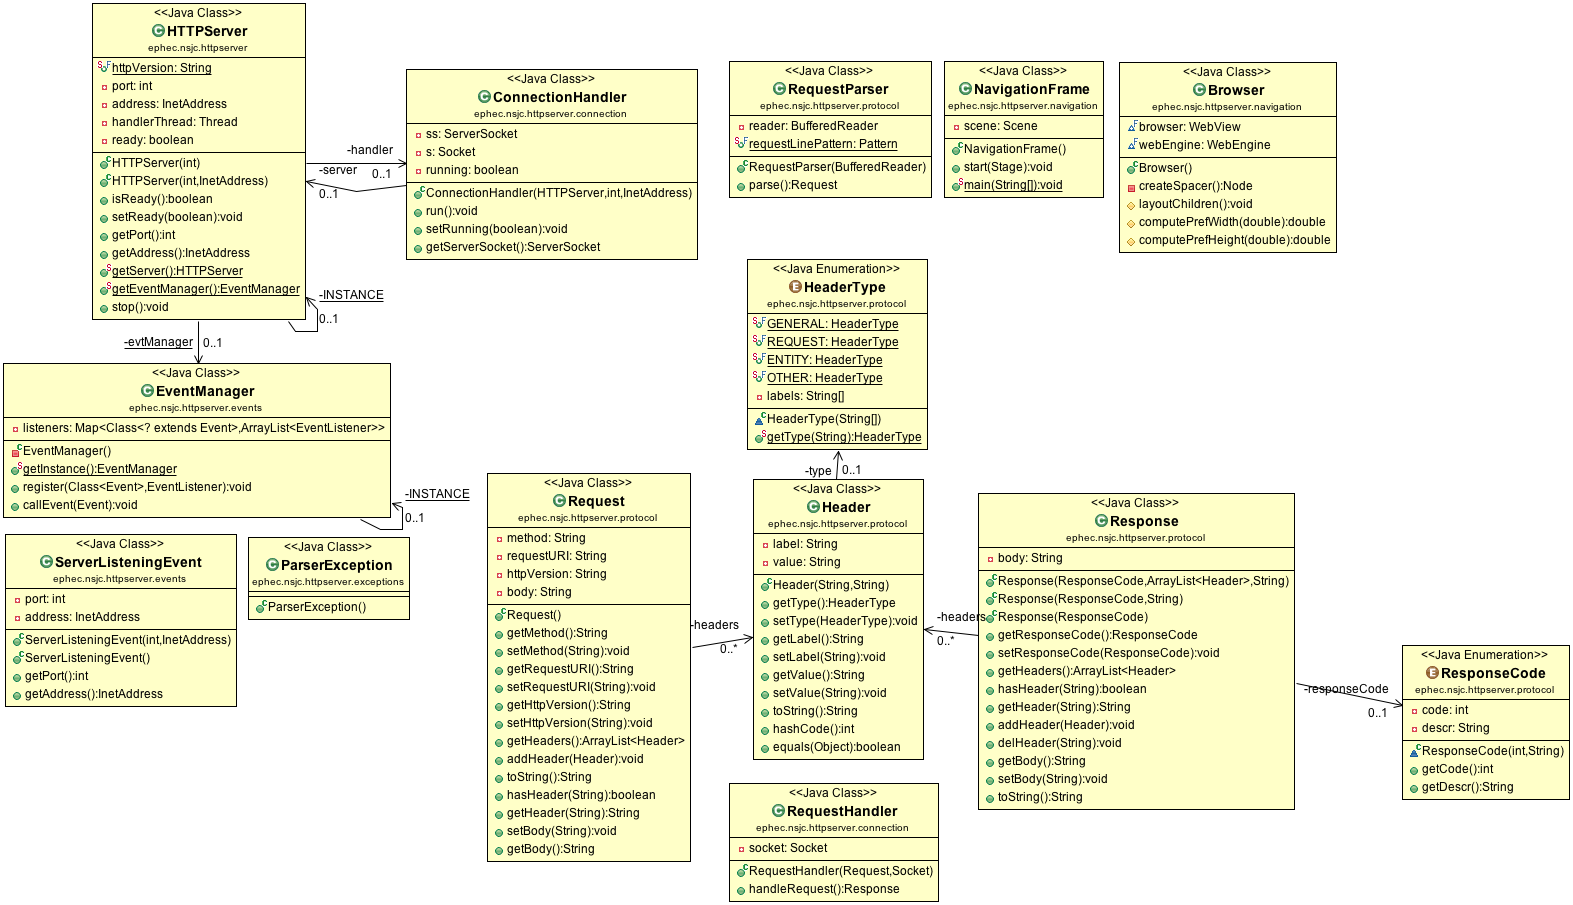 <<Java Class>>
HTTPServer
ephec.nsjc.httpserver
httpVersion: String
port: int
address: InetAddress
handlerThread: Thread
ready: boolean
HTTPServer(int)
HTTPServer(int,InetAddress)
isReady():boolean
setReady(boolean):void
getPort():int
getAddress():InetAddress
getServer():HTTPServer
getEventManager():EventManager
stop():void
-handler
0..1
-server
0..1
-INSTANCE
0..1
-evtManager
0..1
<<Java Class>>
ConnectionHandler
ephec.nsjc.httpserver.connection
ss: ServerSocket
s: Socket
running: boolean
ConnectionHandler(HTTPServer,int,InetAddress)
run():void
setRunning(boolean):void
getServerSocket():ServerSocket
<<Java Class>>
RequestParser
ephec.nsjc.httpserver.protocol
reader: BufferedReader
requestLinePattern: Pattern
RequestParser(BufferedReader)
parse():Request
<<Java Class>>
NavigationFrame
ephec.nsjc.httpserver.navigation
scene: Scene
NavigationFrame()
start(Stage):void
main(String[]):void
<<Java Class>>
Browser
ephec.nsjc.httpserver.navigation
browser: WebView
webEngine: WebEngine
Browser()
createSpacer():Node
layoutChildren():void
computePrefWidth(double):double
computePrefHeight(double):double
<<Java Enumeration>>
HeaderType
ephec.nsjc.httpserver.protocol
GENERAL: HeaderType
REQUEST: HeaderType
ENTITY: HeaderType
OTHER: HeaderType
labels: String[]
HeaderType(String[])
getType(String):HeaderType
-type
0..1
<<Java Class>>
EventManager
ephec.nsjc.httpserver.events
listeners: Map<Class<? extends Event>,ArrayList<EventListener>>
EventManager()
getInstance():EventManager
register(Class<Event>,EventListener):void
callEvent(Event):void
-INSTANCE
0..1
<<Java Class>>
ServerListeningEvent
ephec.nsjc.httpserver.events
port: int
address: InetAddress
ServerListeningEvent(int,InetAddress)
ServerListeningEvent()
getPort():int
getAddress():InetAddress
<<Java Class>>
ParserException
ephec.nsjc.httpserver.exceptions
ParserException()
<<Java Class>>
Request
ephec.nsjc.httpserver.protocol
method: String
requestURI: String
httpVersion: String
body: String
Request()
getMethod():String
setMethod(String):void
getRequestURI():String
setRequestURI(String):void
getHttpVersion():String
setHttpVersion(String):void
getHeaders():ArrayList<Header>
addHeader(Header):void
toString():String
hasHeader(String):boolean
getHeader(String):String
setBody(String):void
getBody():String
-headers
0..*
<<Java Class>>
Header
ephec.nsjc.httpserver.protocol
label: String
value: String
Header(String,String)
getType():HeaderType
setType(HeaderType):void
getLabel():String
setLabel(String):void
getValue():String
setValue(String):void
toString():String
hashCode():int
equals(Object):boolean
-headers
0..*
<<Java Class>>
Response
ephec.nsjc.httpserver.protocol
body: String
Response(ResponseCode,ArrayList<Header>,String)
Response(ResponseCode,String)
Response(ResponseCode)
getResponseCode():ResponseCode
setResponseCode(ResponseCode):void
getHeaders():ArrayList<Header>
hasHeader(String):boolean
getHeader(String):String
addHeader(Header):void
delHeader(String):void
getBody():String
setBody(String):void
toString():String
-responseCode
0..1
<<Java Enumeration>>
ResponseCode
ephec.nsjc.httpserver.protocol
code: int
descr: String
ResponseCode(int,String)
getCode():int
getDescr():String
<<Java Class>>
RequestHandler
ephec.nsjc.httpserver.connection
socket: Socket
RequestHandler(Request,Socket)
handleRequest():Response